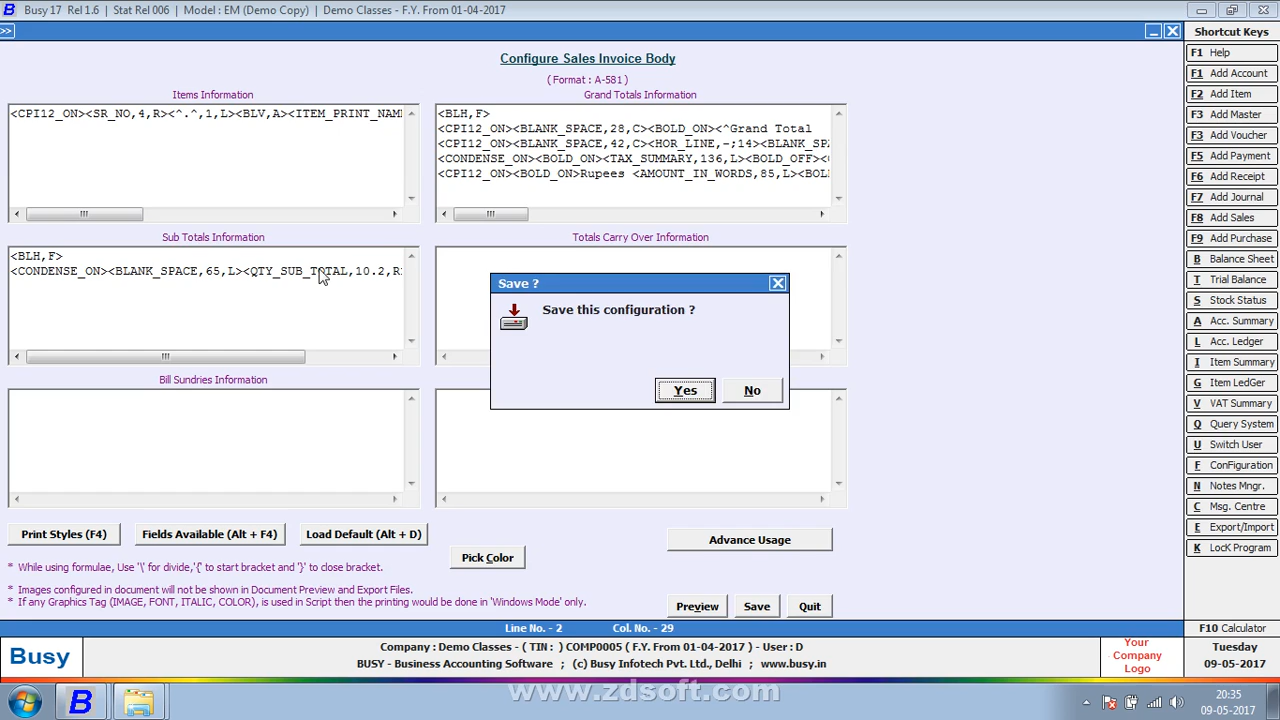 Busy 17 Rel 1.6 | Stat Rel 006 | Model : EM (Demo Copy) | Demo Classes - F.Y. From 01-04-2017
>>
Configure Sales Invoice Body
( Format : A-581 )
Items Information
<CPI12_ON><SR_NO,4,R><^.^,1,L><BLV,A><ITEM_PRINT_NAM
Grand Totals Information
<BLH,F>
<CPI12_ON><BLANK_SPACE,28,C><BOLD_ON><^Grand Total
<CPI12_ON><BLANK_SPACE,42,C><HOR_LINE,-;14><BLANK_SP
<CONDENSE_ON><BOLD_ON><TAX_SUMMARY,136,L><BOLD_OFF><
<CPI12_ON><BOLD_ON>Rupees <AMOUNT_IN_WORDS,85,L><BOL
Sub Totals Information
<BLH,F>
<CONDENSE_ON><BLANK_SPACE,65,L><QTY_SUB_TOTAL,10.2,R
Totals Carry Over Information
Save ?
Save this configuration ?
Yes
No
Bill Sundries Information
Print Styles (F4)
Fields Available (Alt + F4)
Load Default (Alt + D)
Pick Color
Advance Usage
* While using formulae, Use '\' for divide,'{' to start bracket and '}' to close bracket.
* Images configured in document will not be shown in Document Preview and Export Files.
* If any Graphics Tag (IMAGE, FONT, ITALIC, COLOR), is used in Script then the printing would be done in 'Windows Mode' only.
Preview
Save
Quit
Line No. - 2
Col. No. - 29
Shortcut Keys
F1 Help
F1 Add Account
F2 Add Item
F3 Add Master
F3 Add Voucher
F5 Add Payment
F6 Add Receipt
F7 Add Journal
F8 Add Sales
F9 Add Purchase
B Balance Sheet
T Trial Balance
S Stock Status
A Acc. Summary
L Acc. Ledger
I Item Summary
G Item LedGer
V VAT Summary
Q Query System
U Switch User
F ConFiguration
N Notes Mngr.
C Msg. Centre
E Export/Import
K LocK Program
F10 Calculator
Busy
Company : Demo Classes - ( TIN : ) COMP0005 ( F.Y. From 01-04-2017 ) - User : D
BUSY - Business Accounting Software ; (c) Busy Infotech Pvt. Ltd., Delhi ; www.busy.in
Your
Company
Logo
Tuesday
09-05-2017
www.zdsoft.com
20:35
09-05-2017